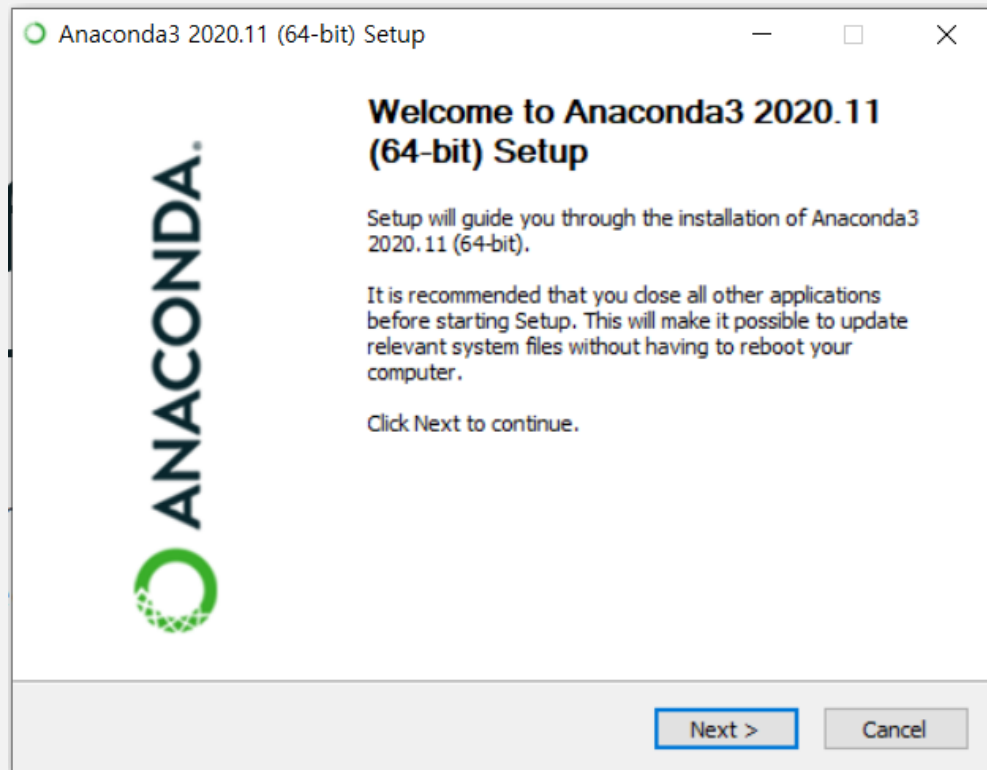 Anaconda3 2020.11 (64-bit) Setup
Welcome to Anaconda3 2020.11
(64-bit) Setup
Setup will guide you through the installation of Anaconda3
2020.11 (64-bit).
It is recommended that you close all other applications
before starting Setup. This will make it possible to update
relevant system files without having to reboot your
computer.
Click Next to continue.
ANACONDA.
Next >
Cancel